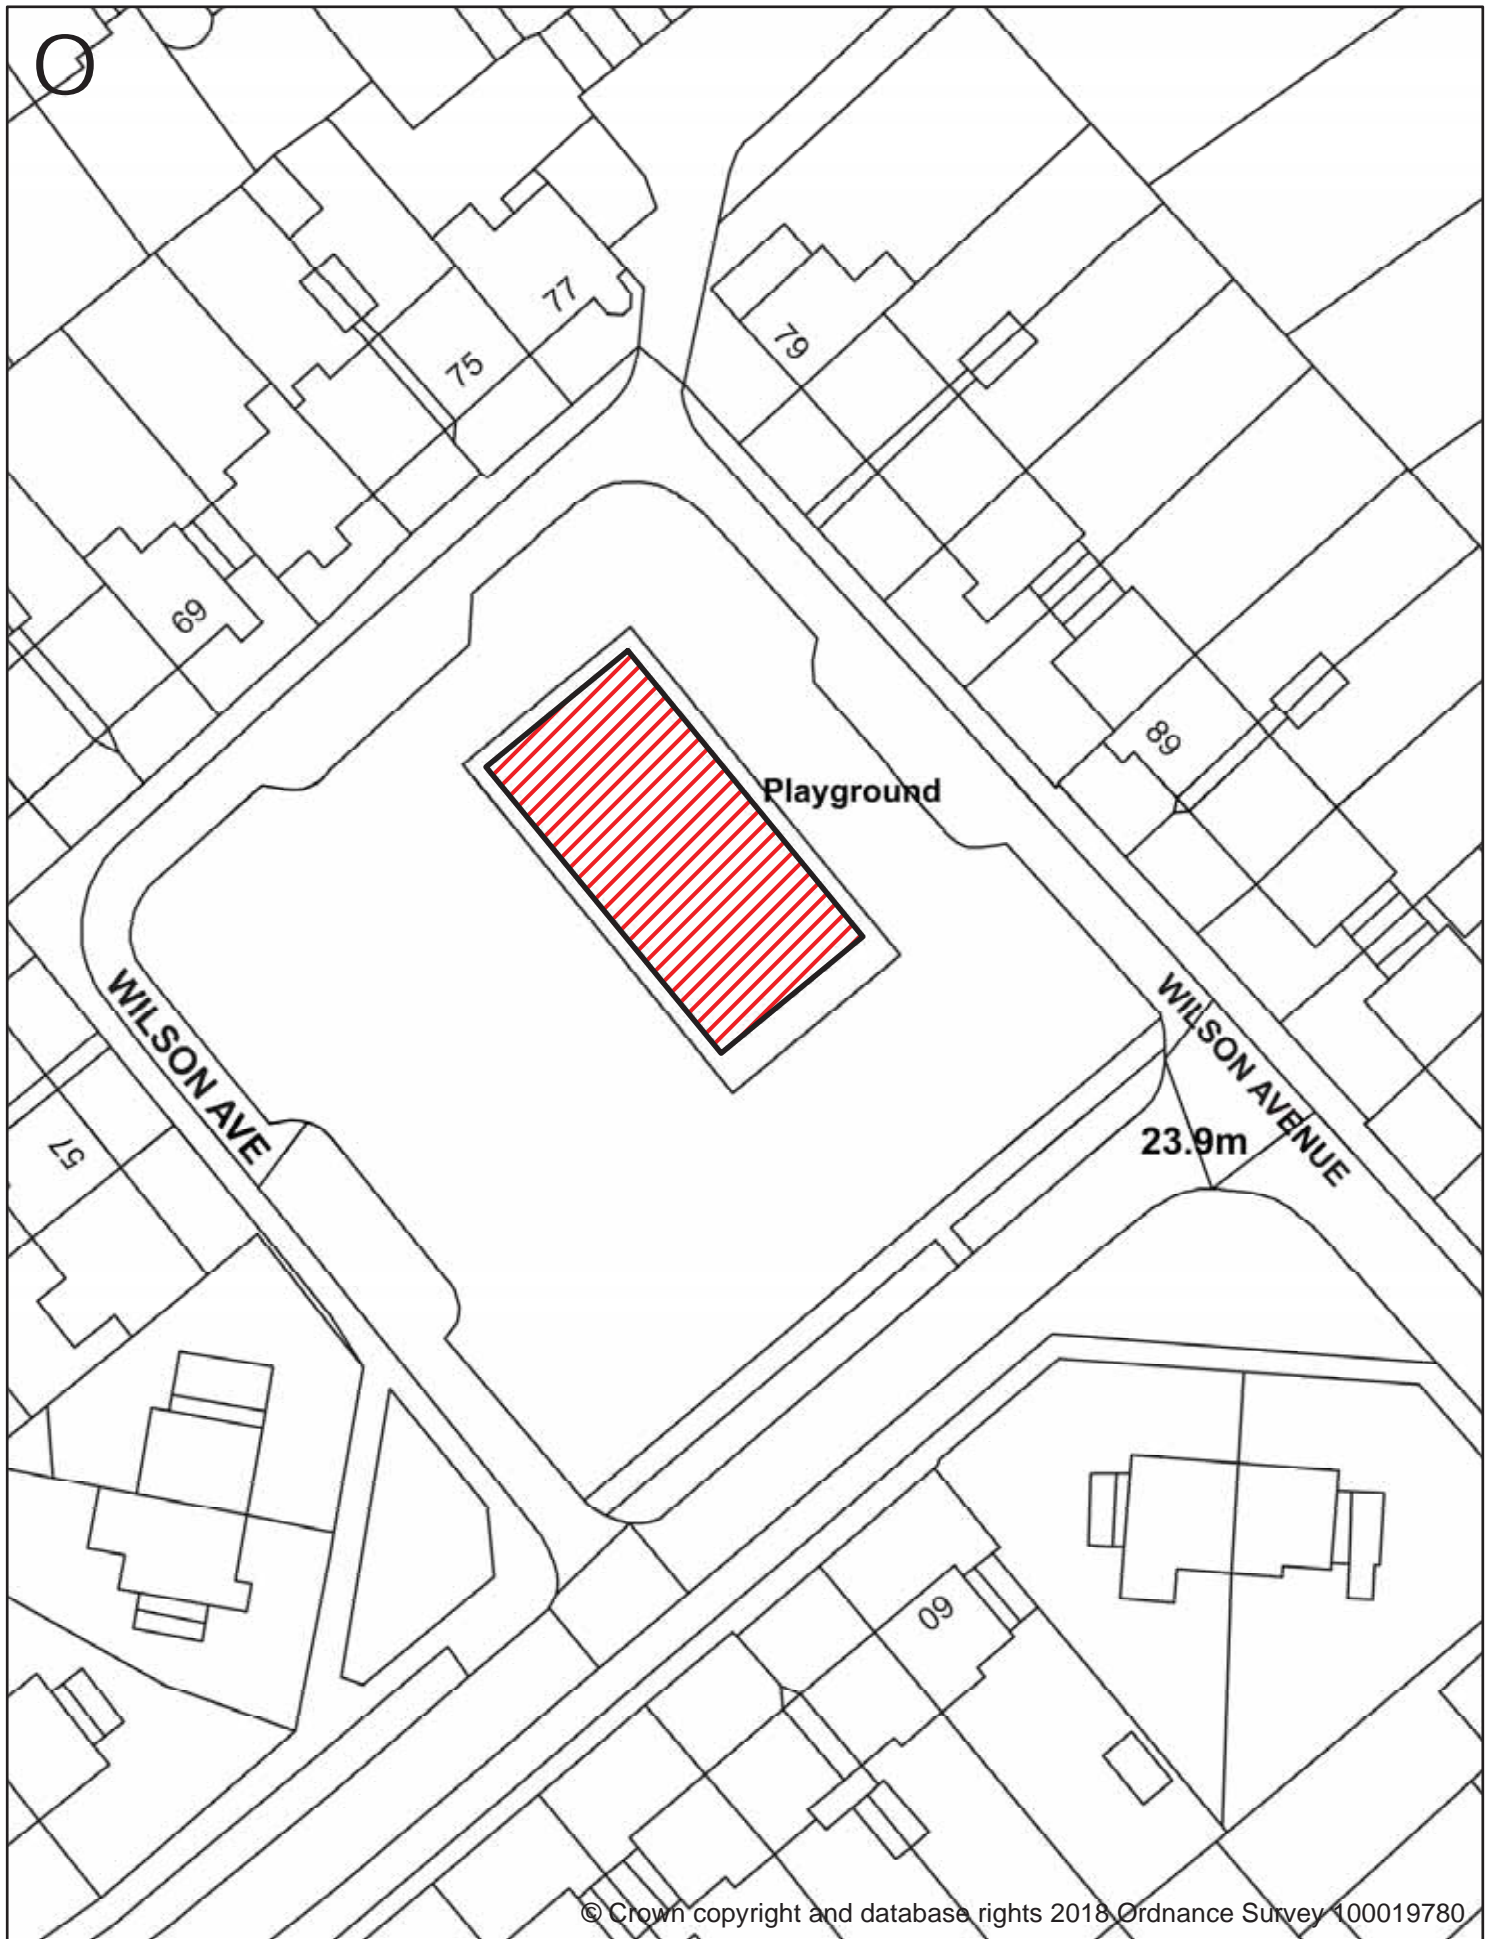 O
77
75
79
69
89
Playground
WILSON AVE
WILSON AVENUE
57
23.9m
60
© Crown copyright and database rights 2018 Ordnance Survey 100019780